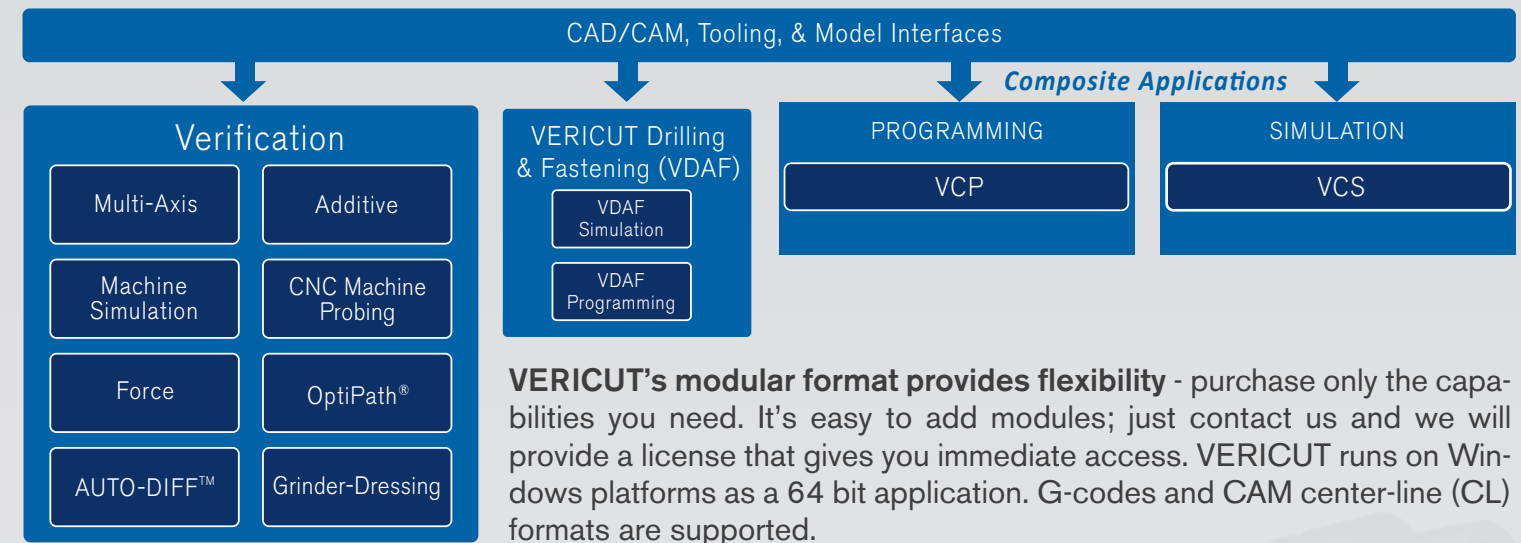 CAD/CAM, Tooling, & Model Interfaces
Composite Applications
Verification
Multi-Axis
Additive
Machine
Simulation
CNC Machine
Probing
Force
OptiPath®
AUTO-DIFF™
Grinder-Dressing
VERICUT Drilling
& Fastening (VDAF)
VDAF
Simulation
VDAF
Programming
PROGRAMMING
VCP
SIMULATION
VCS
VERICUT’s modular format provides flexibility - purchase only the capa-
bilities you need. It’s easy to add modules; just contact us and we will
provide a license that gives you immediate access. VERICUT runs on Win-
dows platforms as a 64 bit application. G-codes and CAM center-line (CL)
formats are supported.